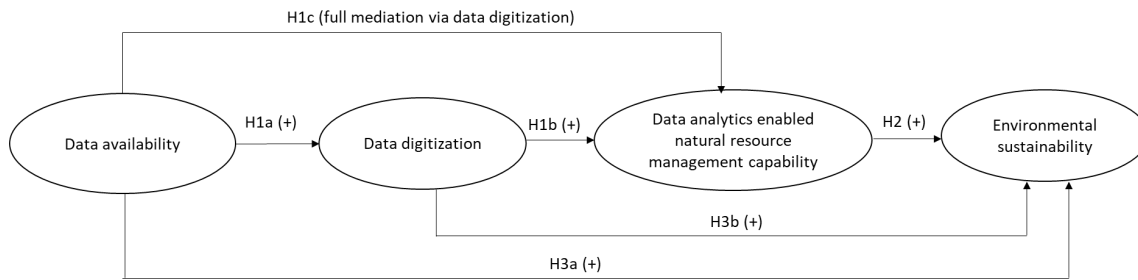 H1c (full mediation via data digitization)
Data availability
H1a (+)
Data digitization
H1b (+)
Data analytics enabled
natural resource
management capability
H2 (+)
Environmental
sustainability
H3b (+)
H3a (+)